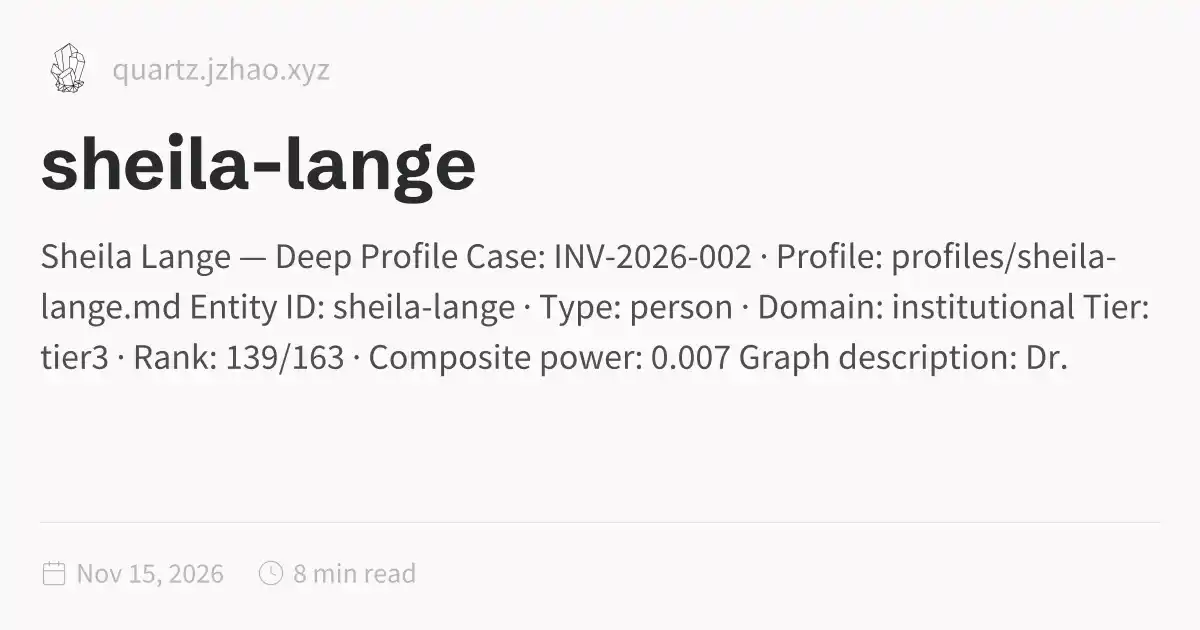 quartz.jzhao.xyz
sheila-lange
Sheila Lange — Deep Profile Case: INV-2026-002 · Profile: profiles/sheila-
lange.md Entity ID: sheila-lange · Type: person · Domain: institutional Tier:
tier3 · Rank: 139/163 · Composite power: 0.007 Graph description: Dr.
Nov 15, 2026 8 min read